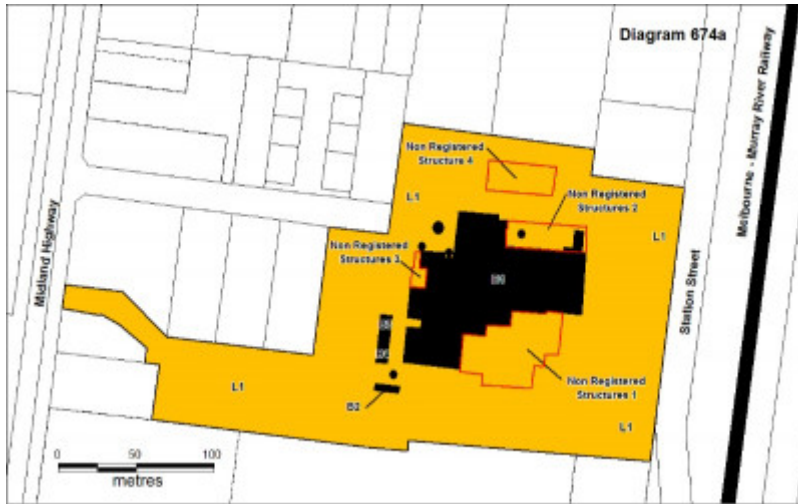 Diagram 674a
Melbourne - Murray River Railway
Non Registered
Structure 4
Non Registered
Structures 2
L1
L1
Midland Highway
Non Registered
Structures 3
Station Street
Non Registered
Structures 1
L1
B2
L1
0 50 100
metres